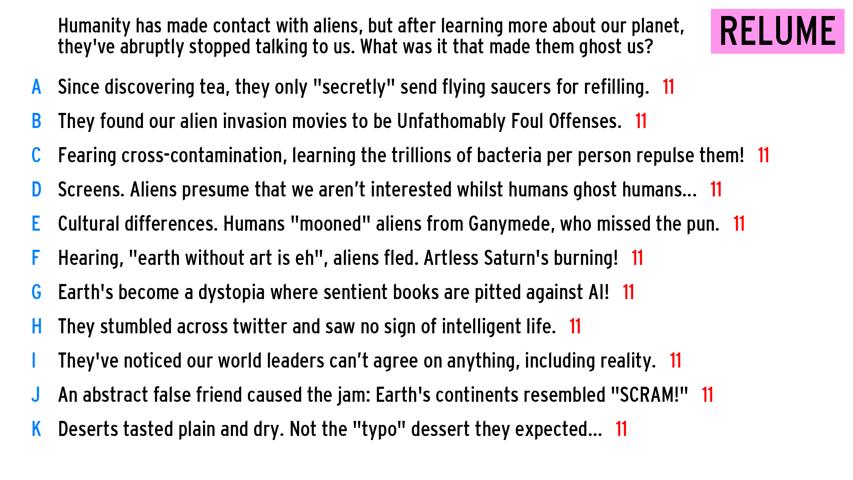 Humanity has made contact with aliens, but after learning more about our planet,
they've abruptly stopped talking to us. What was it that made them ghost us?
RELUME
A Since discovering tea, they only "secretly" send flying saucers for refilling. 11
B They found our alien invasion movies to be Unfathomably Foul Offenses. 11
C Fearing cross-contamination, learning the trillions of bacteria per person repulse them! 11
D Screens. Aliens presume that we aren’t interested whilst humans ghost humans... 11
E Cultural differences. Humans "mooned" aliens from Ganymede, who missed the pun. 11
F Hearing, "earth without art is eh", aliens fled. Artless Saturn's burning! 11
G Earth's become a dystopia where sentient books are pitted against AI! 11
H They stumbled across twitter and saw no sign of intelligent life. 11
I They've noticed our world leaders can’t agree on anything, including reality. 11
J An abstract false friend caused the jam: Earth's continents resembled "SCRAM!" 11
K Deserts tasted plain and dry. Not the "typo" dessert they expected... 11